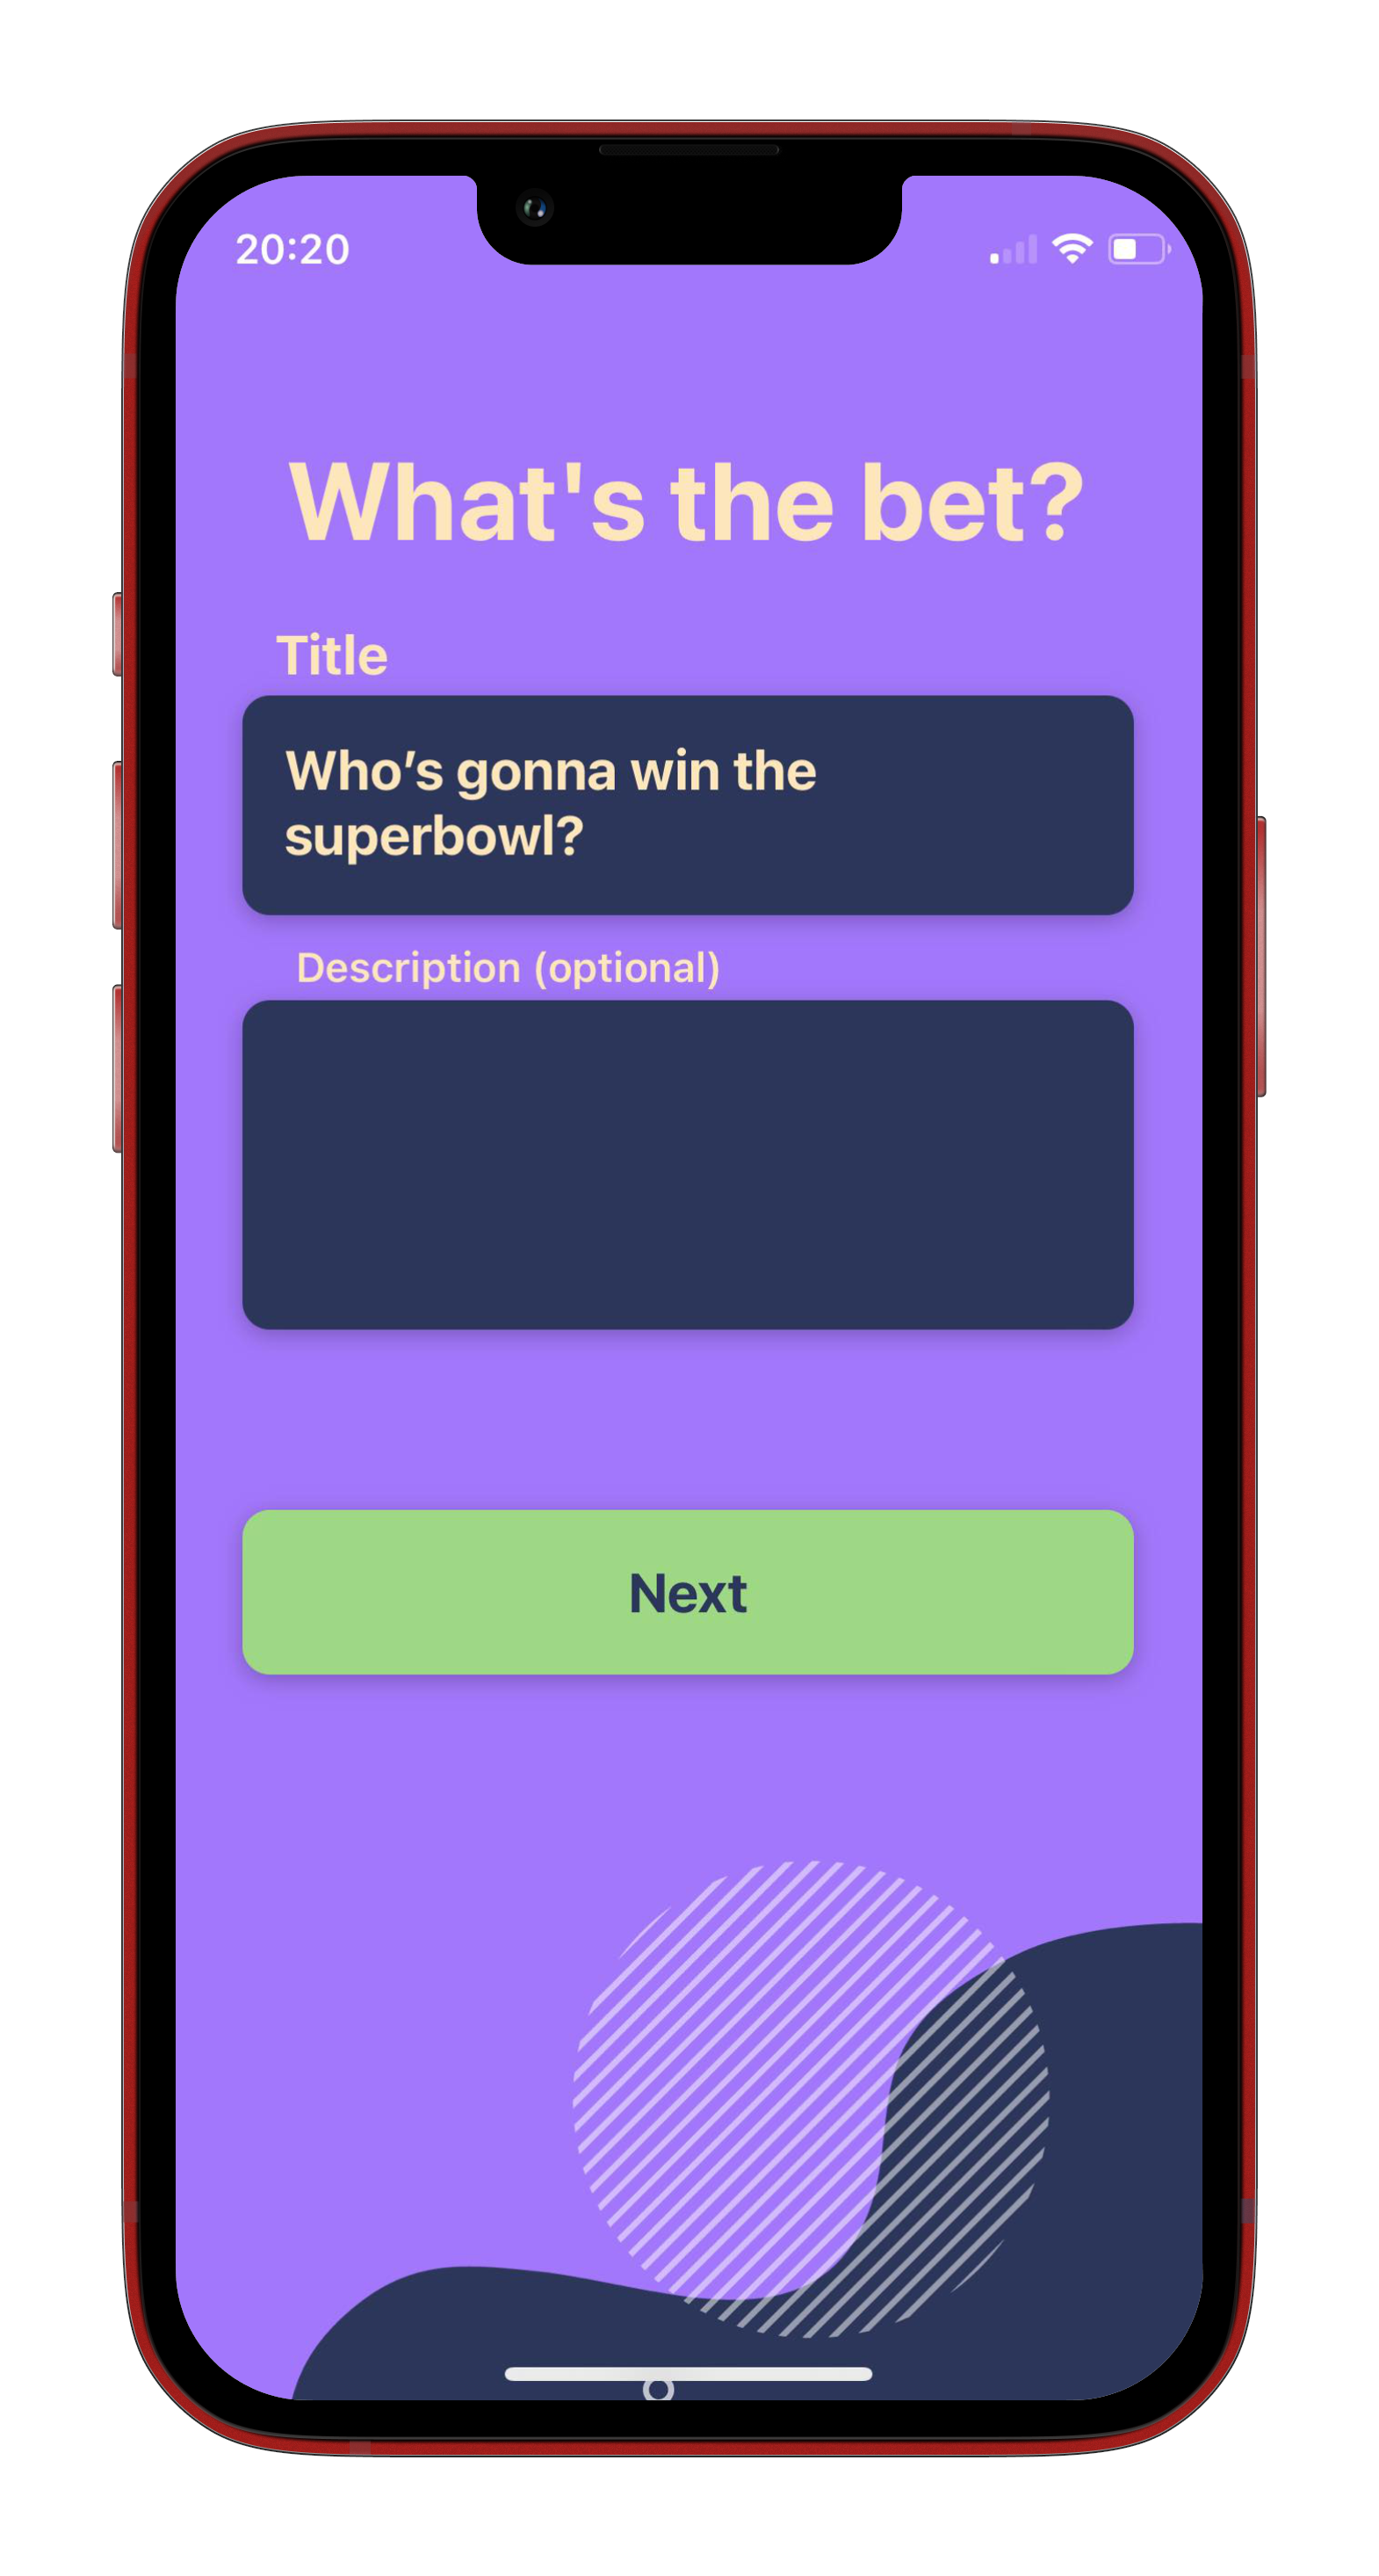 20:20
What's the bet?
Title
Who’s gonna win the
superbowl?
Description (optional)
Next